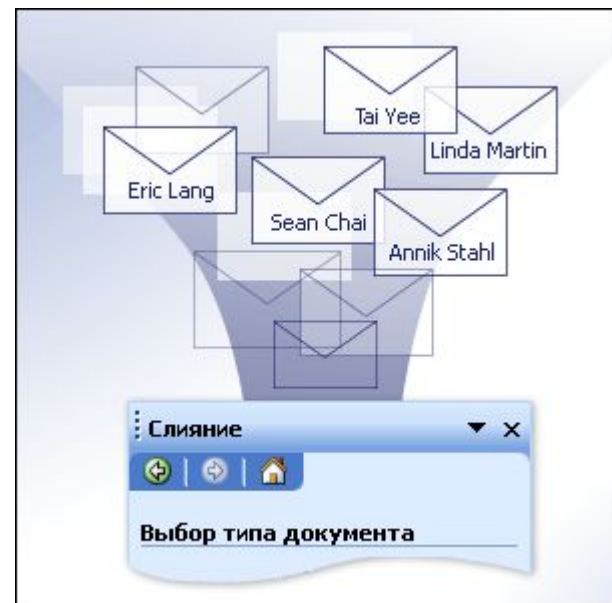 Tai Yee
Linda Martin
Eric Lang
Sean Chai
Annik Stahl
Слияние
Выбор типа документа